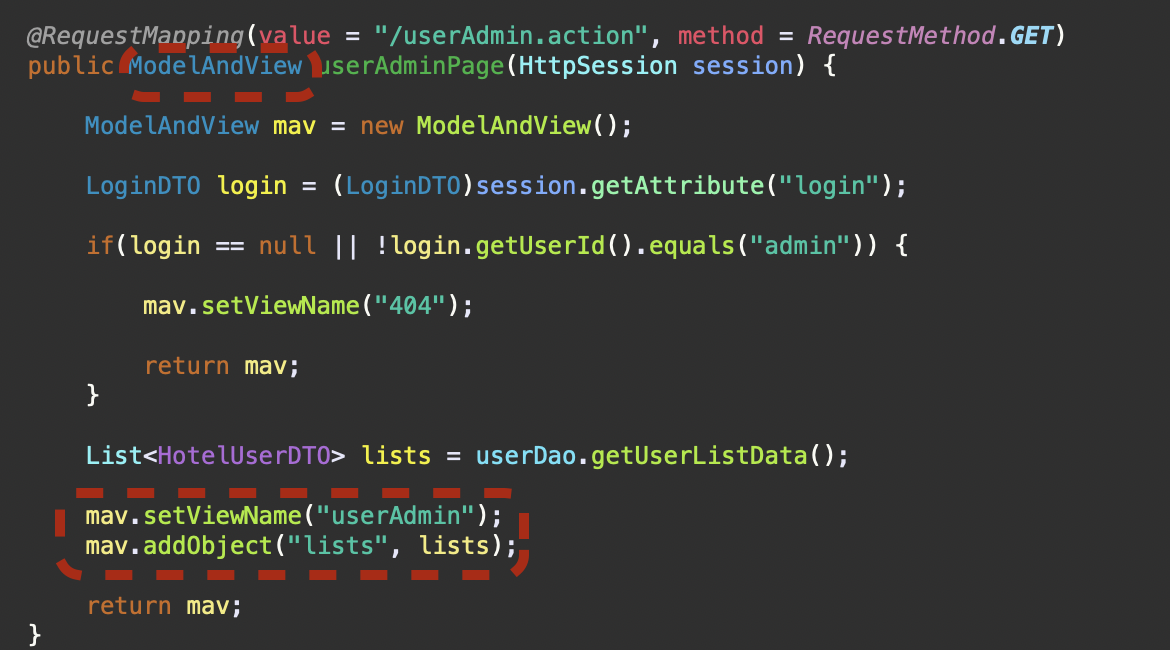 @RequestMapping(value = "/userAdmin.action", method = RequestMethod.GET)
public ModelAndView userAdminPage(HttpSession session) {
ModelAndView mav = new ModelAndView();
LoginDTO login = (LoginDTO)session.getAttribute("login");
if(login == null || !login.getUserId().equals("admin")) {
mav.setViewName("404");
return mav;
}
List<HotelUserDTO> lists = userDao.getUserListData();
mav.setViewName("userAdmin");
mav.addObject("lists", lists);
return mav;
}